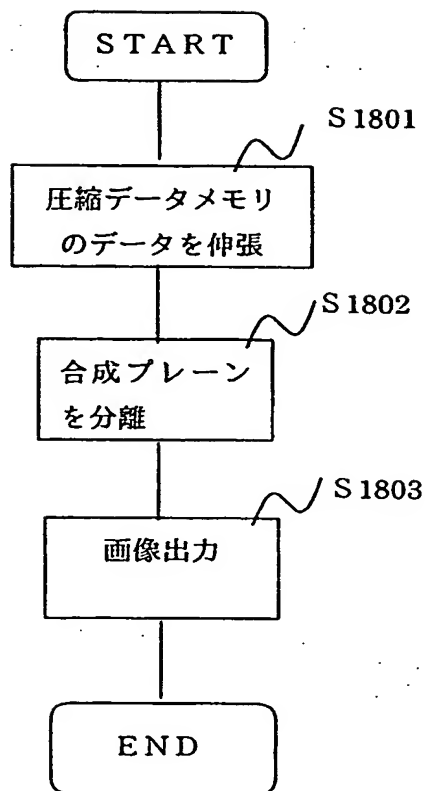 START
S1801
圧縮データメモリ
のデータを伸張
S1802
合成プレーン
を分離
S1803
画像出力
END